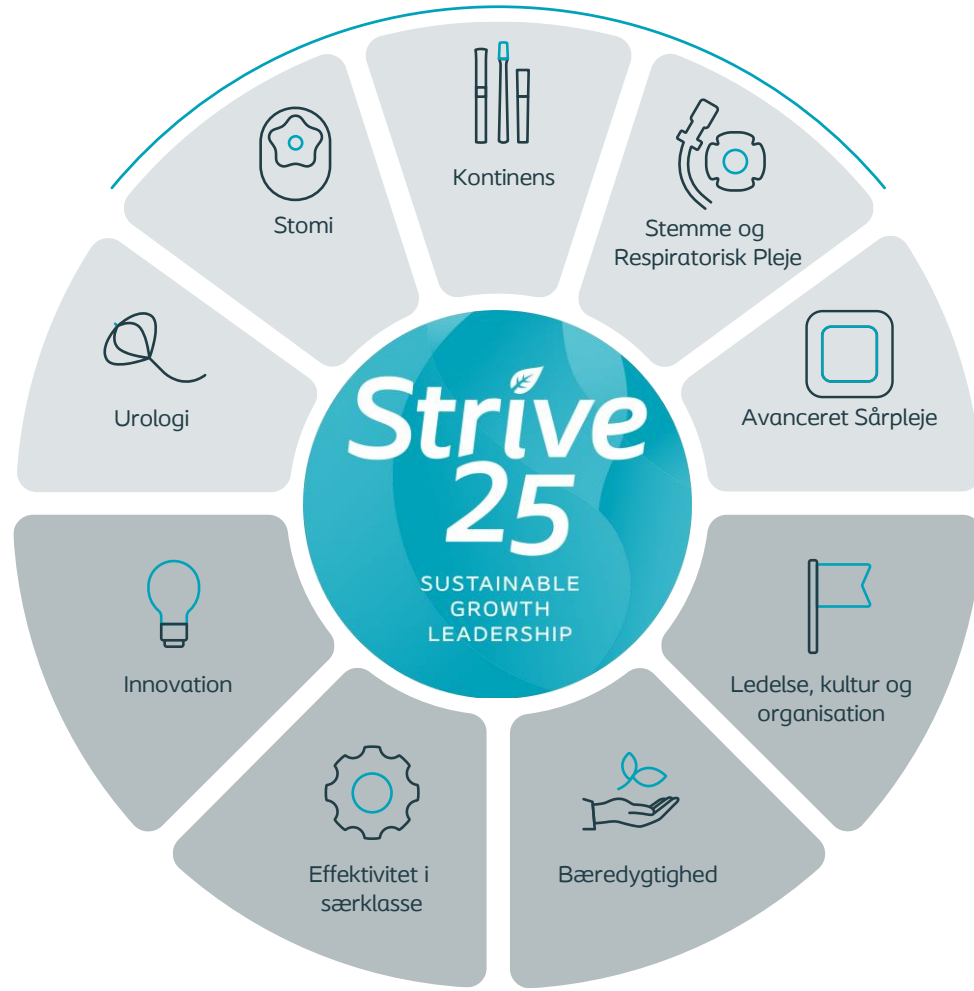 Kontinens
Stomi
Stemme og
Respiratorisk Pleje
Urologi
Avanceret Sårpleje
Strive
25
SUSTAINABLE
GROWTH
LEADERSHIP
Innovation
Ledelse, kultur og
organisation
Effektivitet i
særklasse
Bæredygtighed